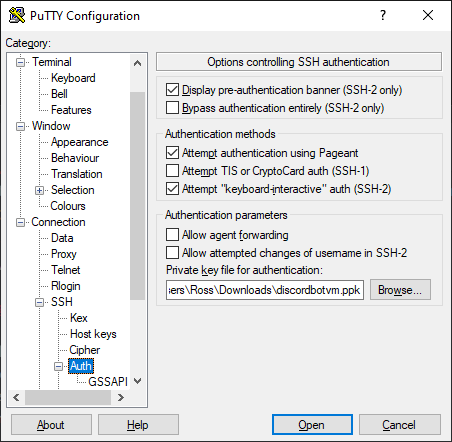 PuTTY Configuration
?
Category:
Terminal
Keyboard
Bell
Features
Window
Appearance
Behaviour
Translation
Selection
Colours
Connection
Data
Proxy
Telnet
Rlogin
SSH
Kex
Host keys
Cipher
Auth
GSSAPI
Options controlling SSH authentication
Display pre-authentication banner (SSH-2 only)
Bypass authentication entirely (SSH-2 only)
Authentication methods
Attempt authentication using Pageant
Attempt TIS or CryptoCard auth (SSH-1)
Attempt "keyboard-interactive" auth (SSH-2)
Authentication parameters
Allow agent forwarding
Allow attempted changes of username in SSH-2
Private key file for authentication:
ers\Ross\Downloads\discordbotvm.ppk Browse...
About Help Open Cancel